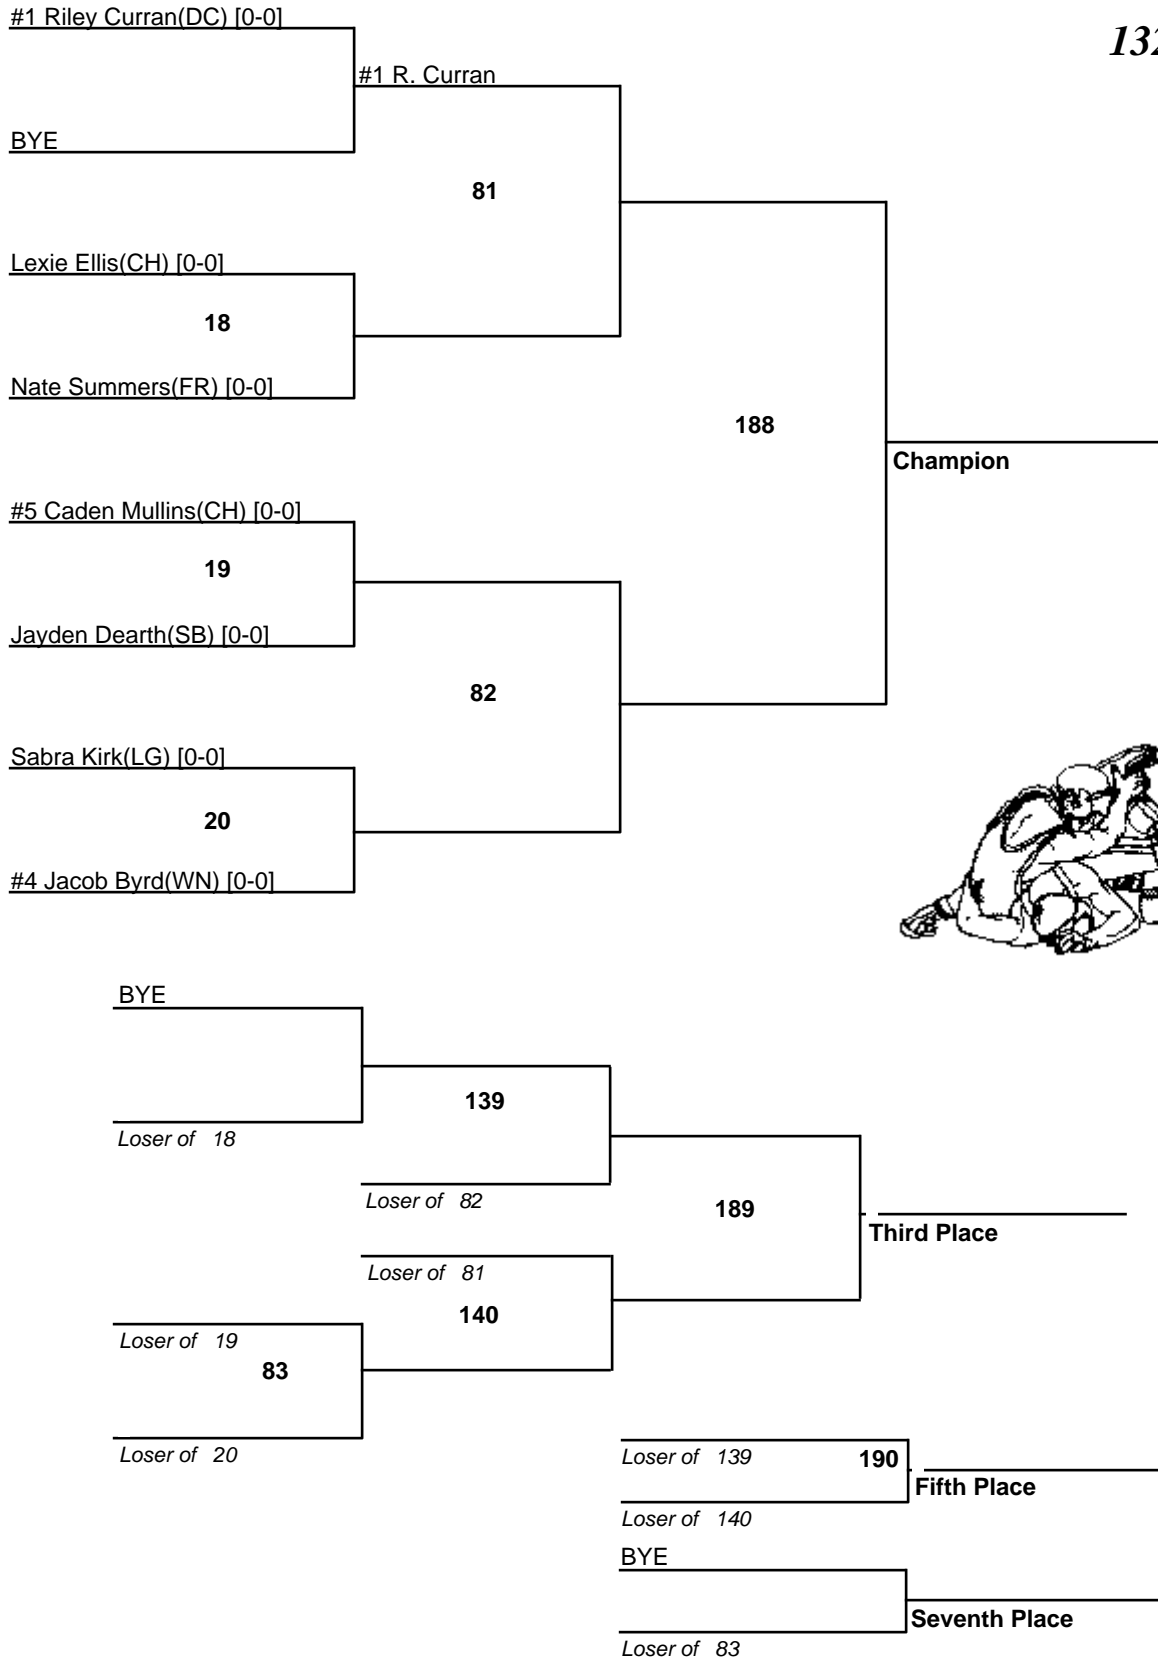 #1 Riley Curran(DC) [0-0]
132
#1 R. Curran
BYE
81
Lexie Ellis(CH) [0-0]
18
Nate Summers(FR) [0-0]
188
Champion
#5 Caden Mullins(CH) [0-0]
19
Jayden Dearth(SB) [0-0]
82
Sabra Kirk(LG) [0-0]
20
#4 Jacob Byrd(WN) [0-0]
BYE
139
Loser of 18
Loser of 82
189
Third Place
Loser of 81
140
Loser of 19
83
Loser of 20
Loser of 139
190
Fifth Place
Loser of 140
BYE
Seventh Place
Loser of 83